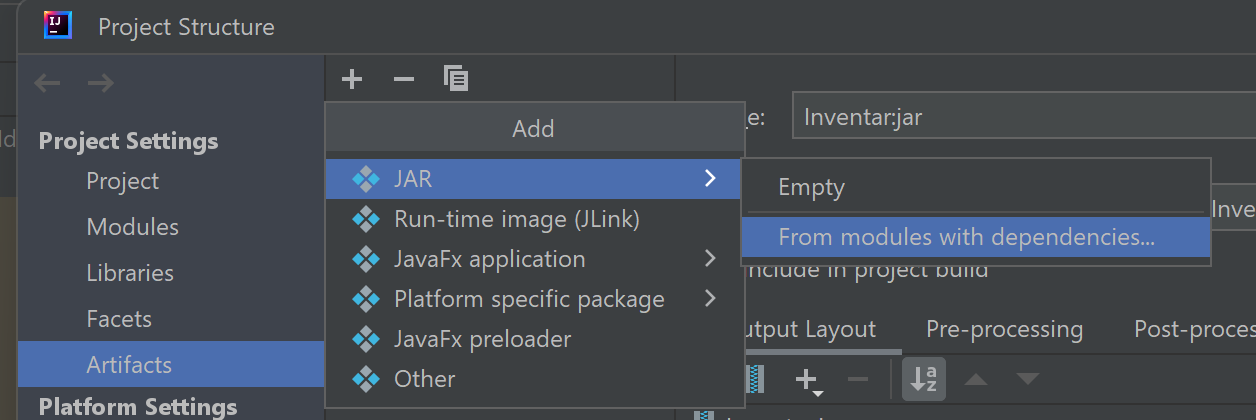 Project Structure
Project Settings
Project
Modules
Libraries
Facets
Artifacts
Platform Settings
Add
JAR
Run-time image (JLink)
JavaFx application
Platform specific package
JavaFx preloader
Other
Empty
From modules with dependencies...
e:
Inventar:jar
Inve
nclude in project build
utput Layout
Pre-processing
Post-proces